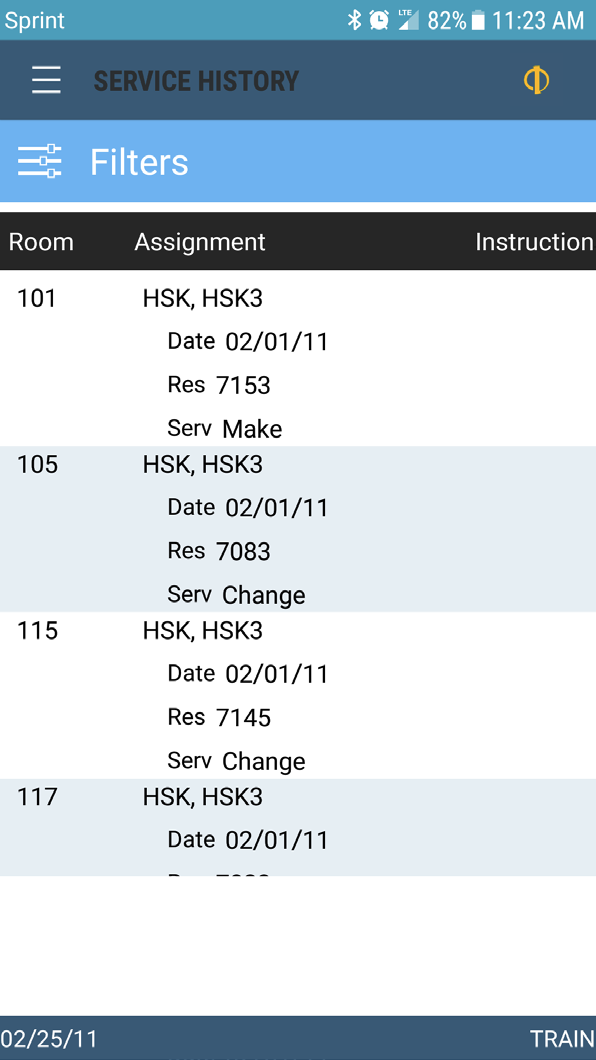 Sprint LTE 82% 11:23 AM
SERVICE HISTORY
Filters
Room Assignment Instruction
101 HSK, HSK3
Date 02/01/11
Res 7153
Serv Make
105 HSK, HSK3
Date 02/01/11
Res 7083
Serv Change
115 HSK, HSK3
Date 02/01/11
Res 7145
Serv Change
117 HSK, HSK3
Date 02/01/11
02/25/11 TRAIN